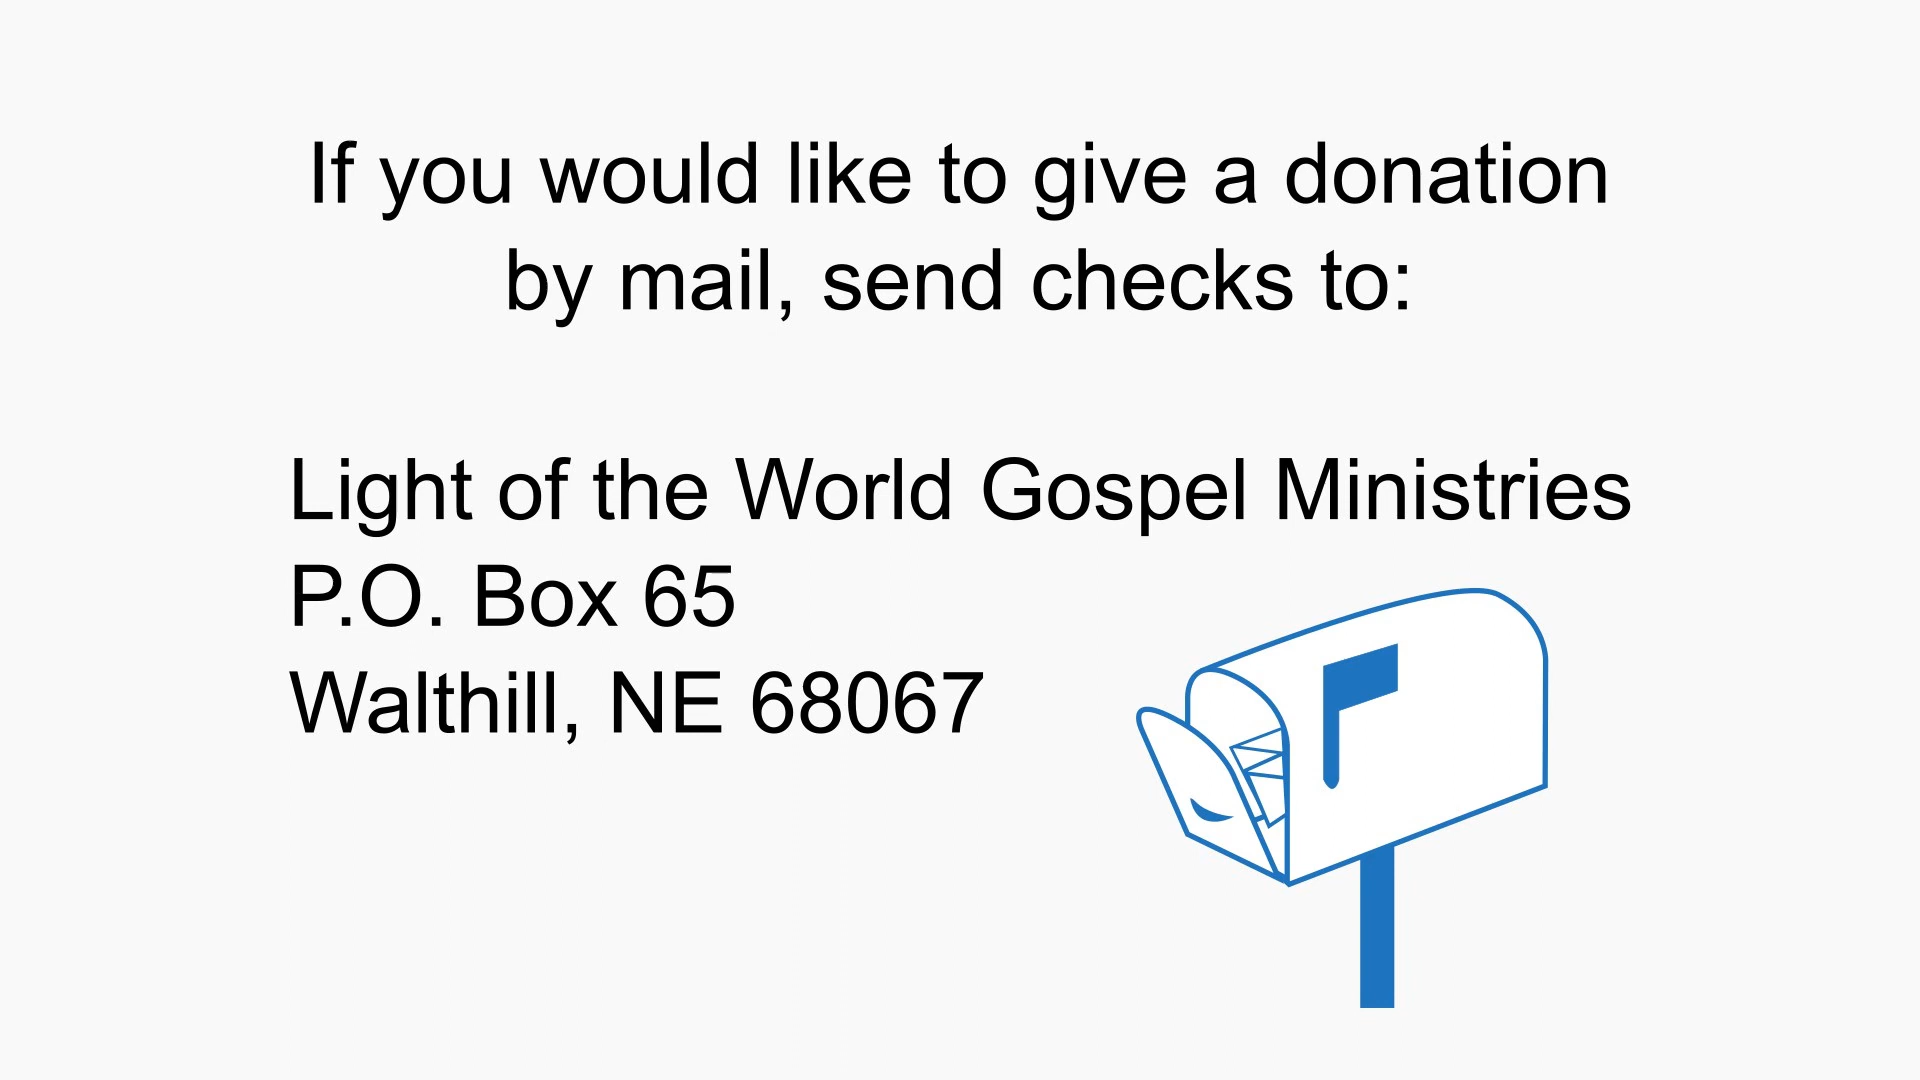 If you would like to give a donation
by mail, send checks to:
Light of the World Gospel Ministries
P.O. Box 65
Walthill, NE 68067